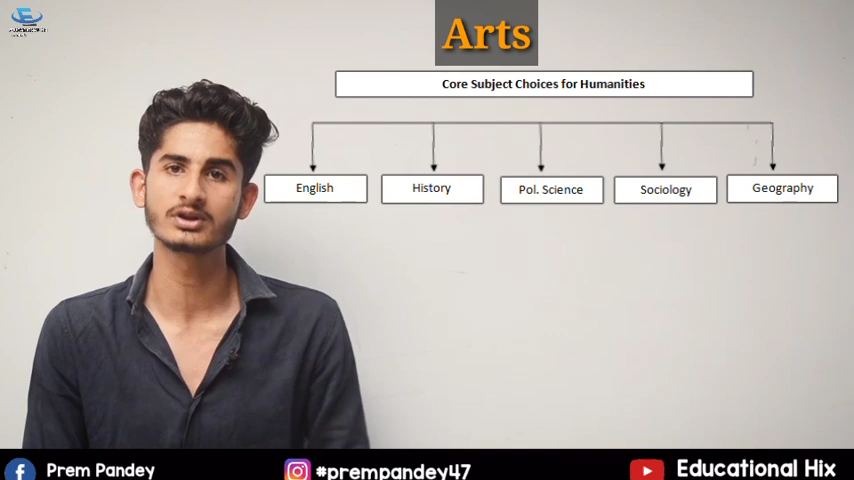 Arts
Core Subject Choices for Humanities
English
History
Pol. Science
Sociology
Geography
Prem Pandey
#prempandey47
Educational Hix